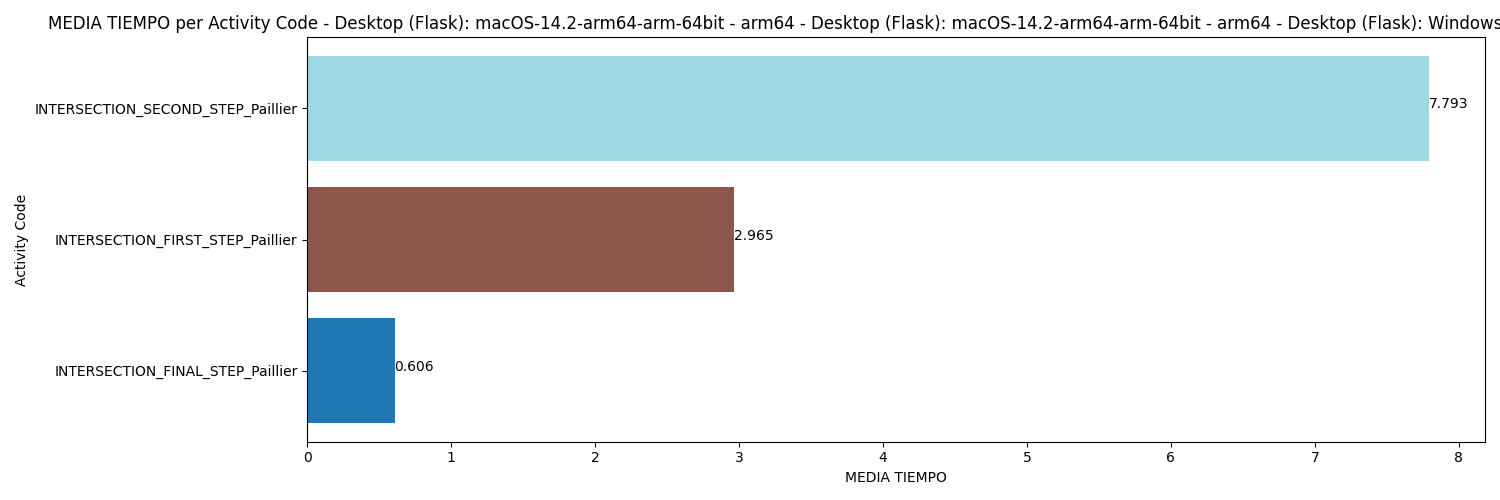 MEDIA TIEMPO per Activity Code - Desktop (Flask): macOS-14.2-arm64-arm-64bit - arm64 - Desktop (Flask): macOS-14.2-arm64-arm-64bit - arm64 - Desktop (Flask): Windows
INTERSECTION_SECOND_STEP_Paillier
7.793
INTERSECTION_FIRST_STEP_Paillier
2.965
INTERSECTION_FINAL_STEP_Paillier
0.606
Activity Code
0 1 2 3 4 5 6 7 8
MEDIA TIEMPO